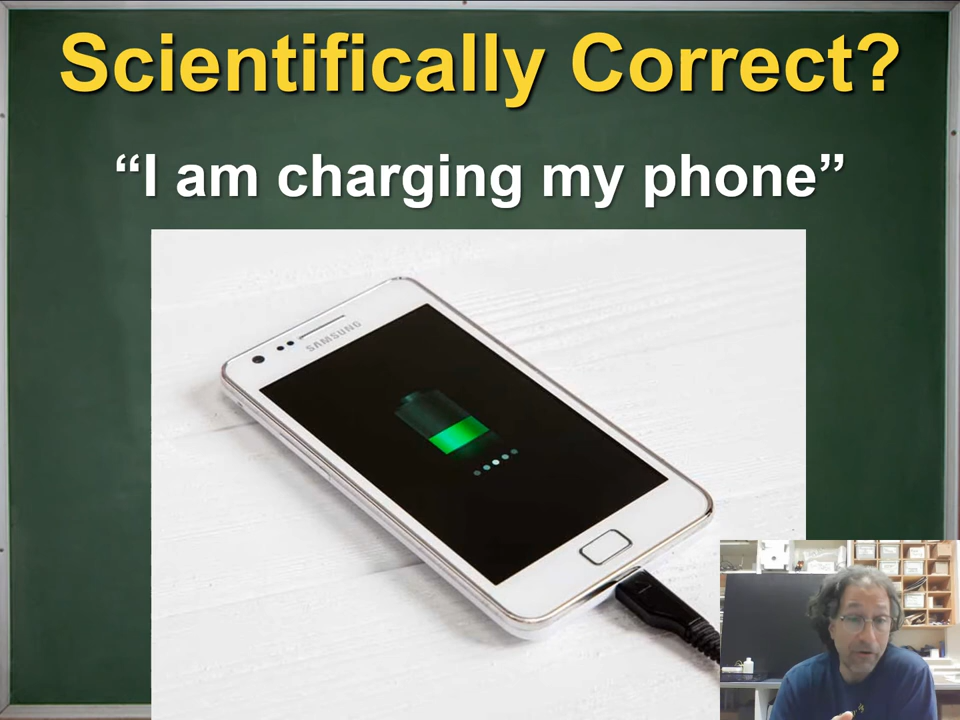 Scientifically Correct?
“I am charging my phone”
SAMSUNG